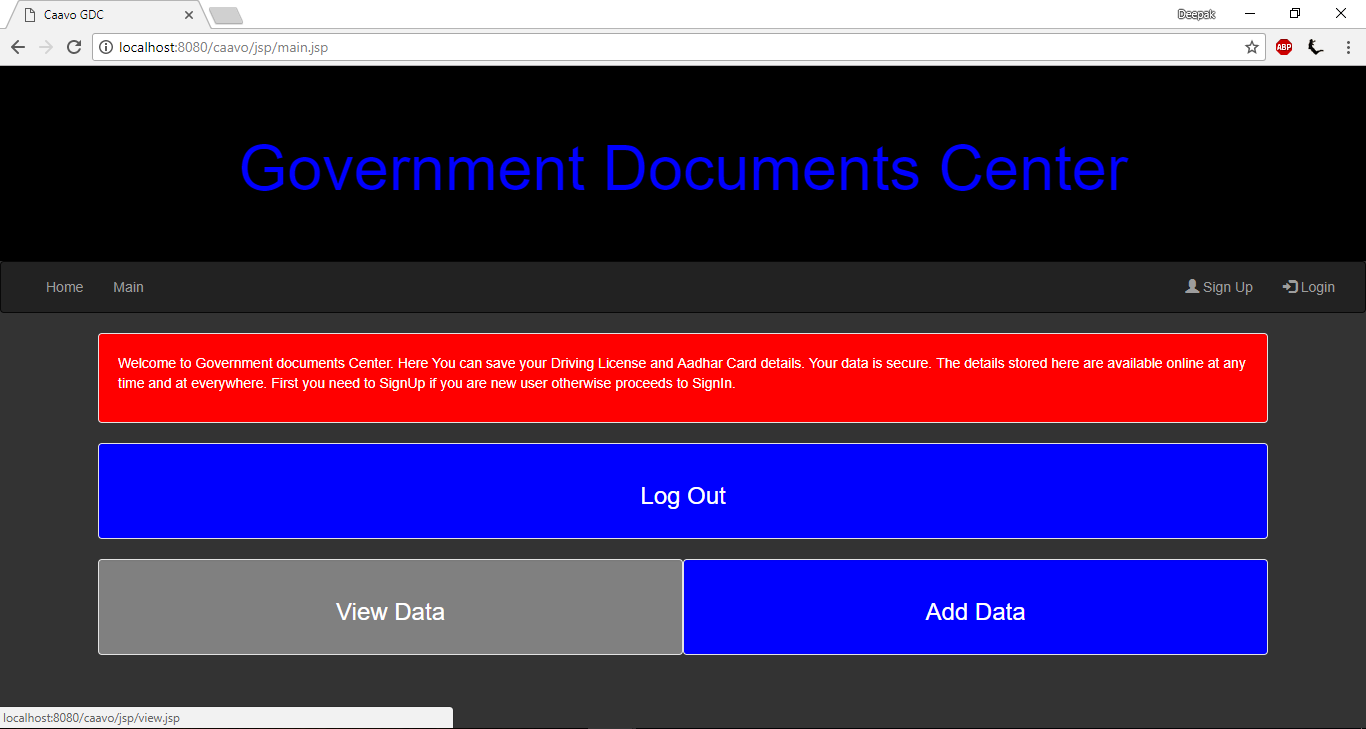 Caavo GDC
Deepak
localhost:8080/caavo/jsp/main.jsp
ABP
Government Documents Center
Home Main Sign Up Login
Welcome to Government documents Center. Here You can save your Driving License and Aadhar Card details. Your data is secure. The details stored here are available online at any
time and at everywhere. First you need to SignUp if you are new user otherwise proceeds to SignIn.
Log Out
View Data Add Data
localhost:8080/caavo/jsp/view.jsp